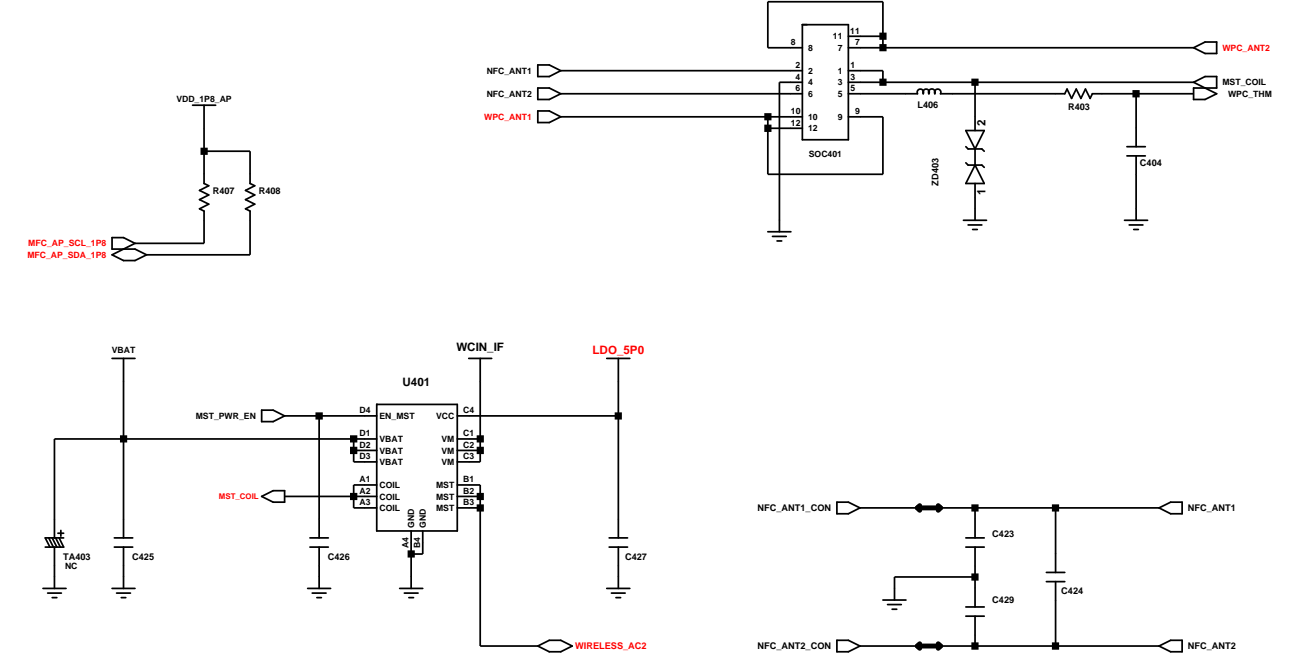 11
11
8
8
7
7
WPC_ANT2
NFC_ANT1
2
2
1
1
4
4
3
3
MST_COIL
NFC_ANT2
6
6
5
5
L406
R403
WPC_THM
WPC_ANT1
10
10
9
9
12
12
SOC401
2
ZD403
1
C404
VDD_1P8_AP
R407
R408
MFC_AP_SCL_1P8
MFC_AP_SDA_1P8
VBAT
WCIN_IF
LDO_5P0
U401
MST_PWR_EN
D4
EN_MST
VCC
C4
D1
VBAT
VM
C1
D2
VBAT
VM
C2
D3
VBAT
VM
C3
A1
COIL
MST
B1
MST_COIL
A2
COIL
MST
B2
A3
COIL
MST
B3
GND
GND
A4
B4
+
TA403
NC
C425
C426
C427
WIRELESS_AC2
NFC_ANT1_CON
NFC_ANT1
C423
C424
C429
NFC_ANT2_CON
NFC_ANT2